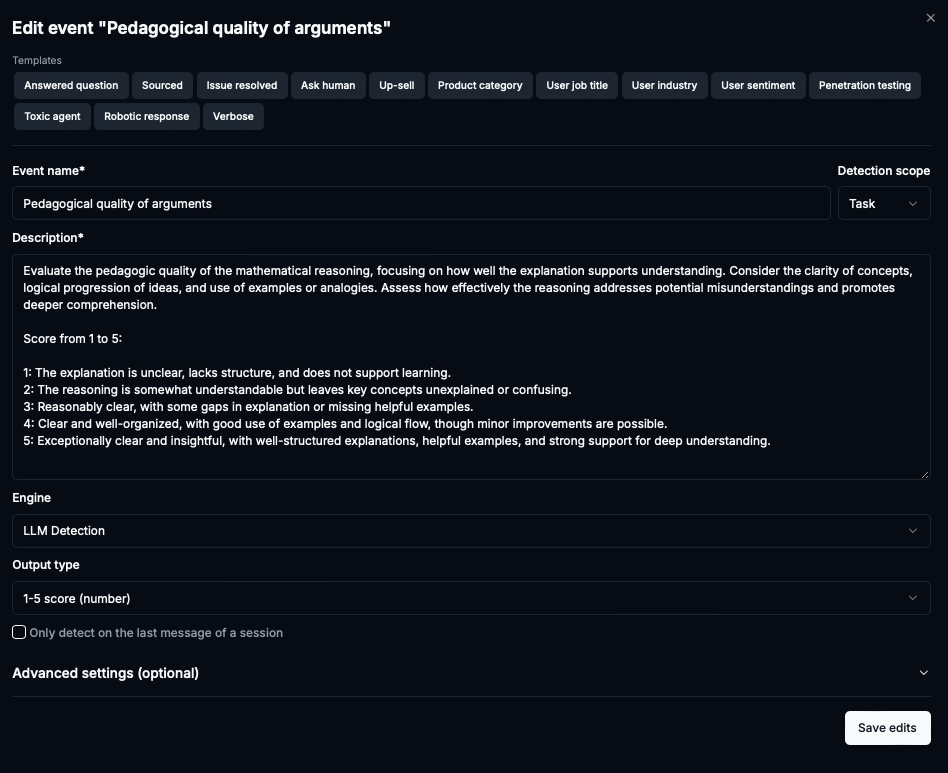 Edit event "Pedagogical quality of arguments"
Templates
Answered question Sourced Issue resolved Ask human Up-sell Product category User job title User industry User sentiment Penetration testing
Toxic agent Robotic response Verbose
Event name* Detection scope
Pedagogical quality of arguments Task
Description*
Evaluate the pedagogic quality of the mathematical reasoning, focusing on how well the explanation supports understanding. Consider the clarity of concepts,
logical progression of ideas, and use of examples or analogies. Assess how effectively the reasoning addresses potential misunderstandings and promotes
deeper comprehension.
Score from 1 to 5:
1: The explanation is unclear, lacks structure, and does not support learning.
2: The reasoning is somewhat understandable but leaves key concepts unexplained or confusing.
3: Reasonably clear, with some gaps in explanation or missing helpful examples.
4: Clear and well-organized, with good use of examples and logical flow, though minor improvements are possible.
5: Exceptionally clear and insightful, with well-structured explanations, helpful examples, and strong support for deep understanding.
Engine
LLM Detection
Output type
1-5 score (number)
Only detect on the last message of a session
Advanced settings (optional)
Save edits